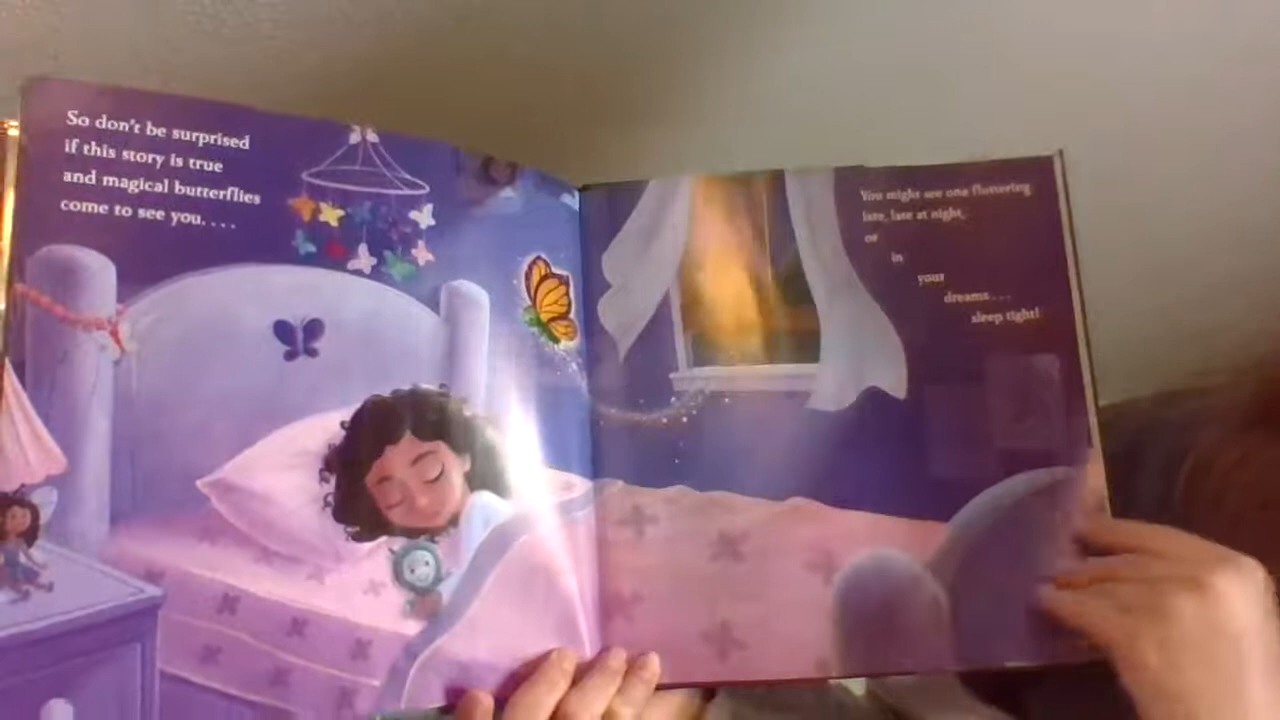 So don't be surprised
if this story is true
and magical butterflies
come to see you....
You might see one fluttering
late, late at night,
or
in
your
dreams...
sleep tight!